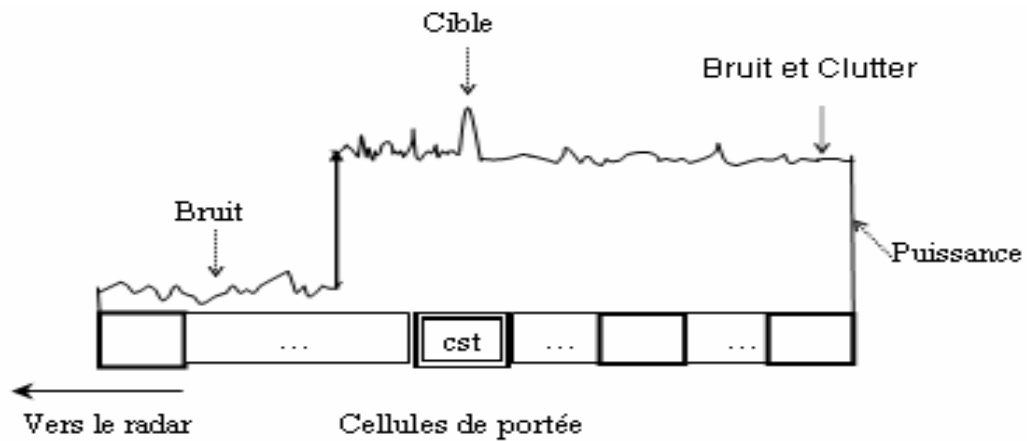 Cible
Bruit et Clutter
Bruit
Puissance
... cst ... ...
Vers le radar Cellules de portée